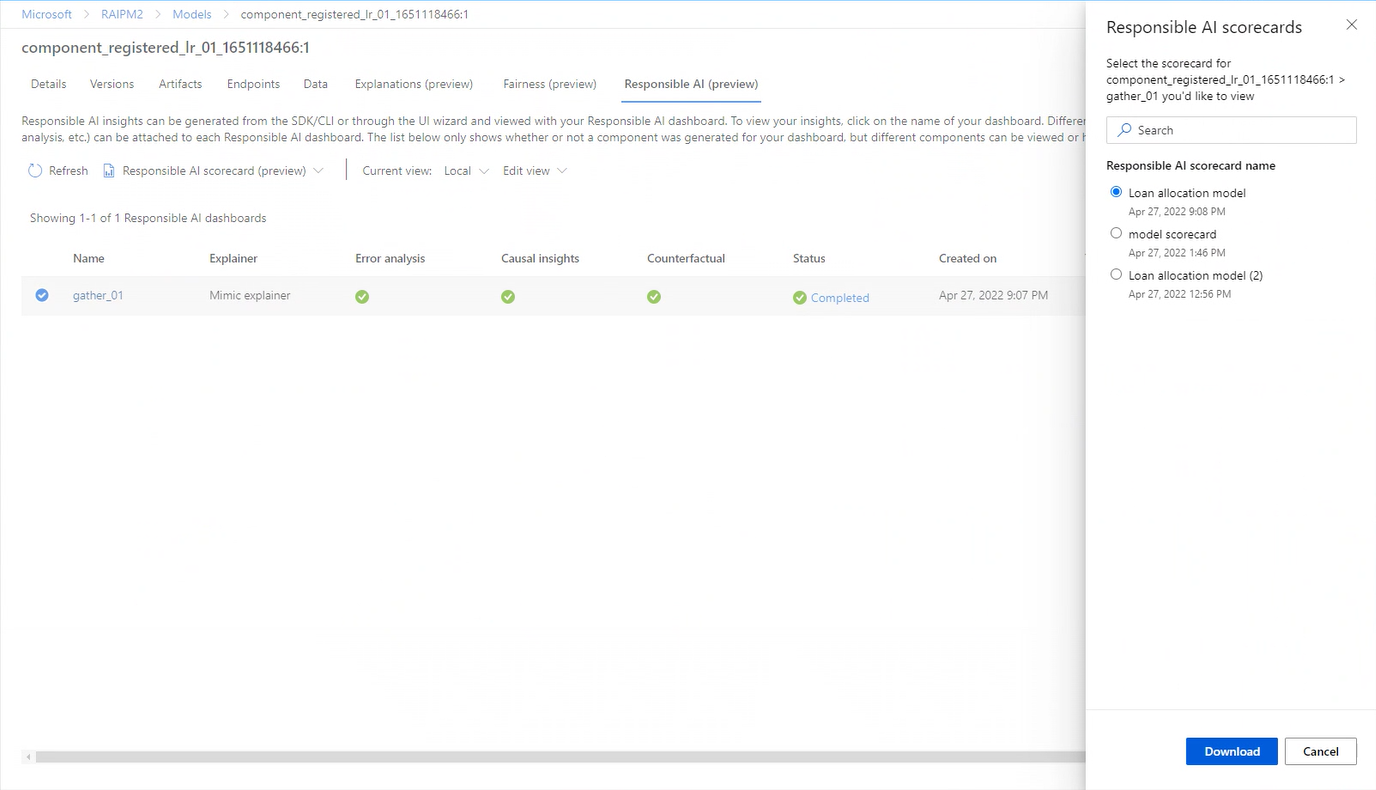 Microsoft > RAIPM2 > Models > component_registered_lr_01_1651118466:1
component_registered_lr_01_1651118466:1
Details Versions Artifacts Endpoints Data Explanations (preview) Fairness (preview) Responsible AI (preview)
Responsible AI insights can be generated from the SDK/CLI or through the UI wizard and viewed with your Responsible AI dashboard. To view your insights, click on the name of your dashboard.
analysis, etc.) can be attached to each Responsible AI dashboard. The list below only shows whether or not a component was generated for your dashboard, but different components can be viewed or
Refresh Responsible AI scorecard (preview) Current view: Local Edit view
Showing 1-1 of 1 Responsible AI dashboards
Name Explainer Error analysis Causal insights Counterfactual Status Created on
gather_01 Mimic explainer Completed Apr 27, 2022 9:07 PM
Responsible AI scorecards
Select the scorecard for
component_registered_lr_01_1651118466:1 >
gather_01 you'd like to view
Search
Responsible AI scorecard name
Loan allocation model
Apr 27, 2022 9:08 PM
model scorecard
Apr 27, 2022 1:46 PM
Loan allocation model (2)
Apr 27, 2022 12:56 PM
Download Cancel